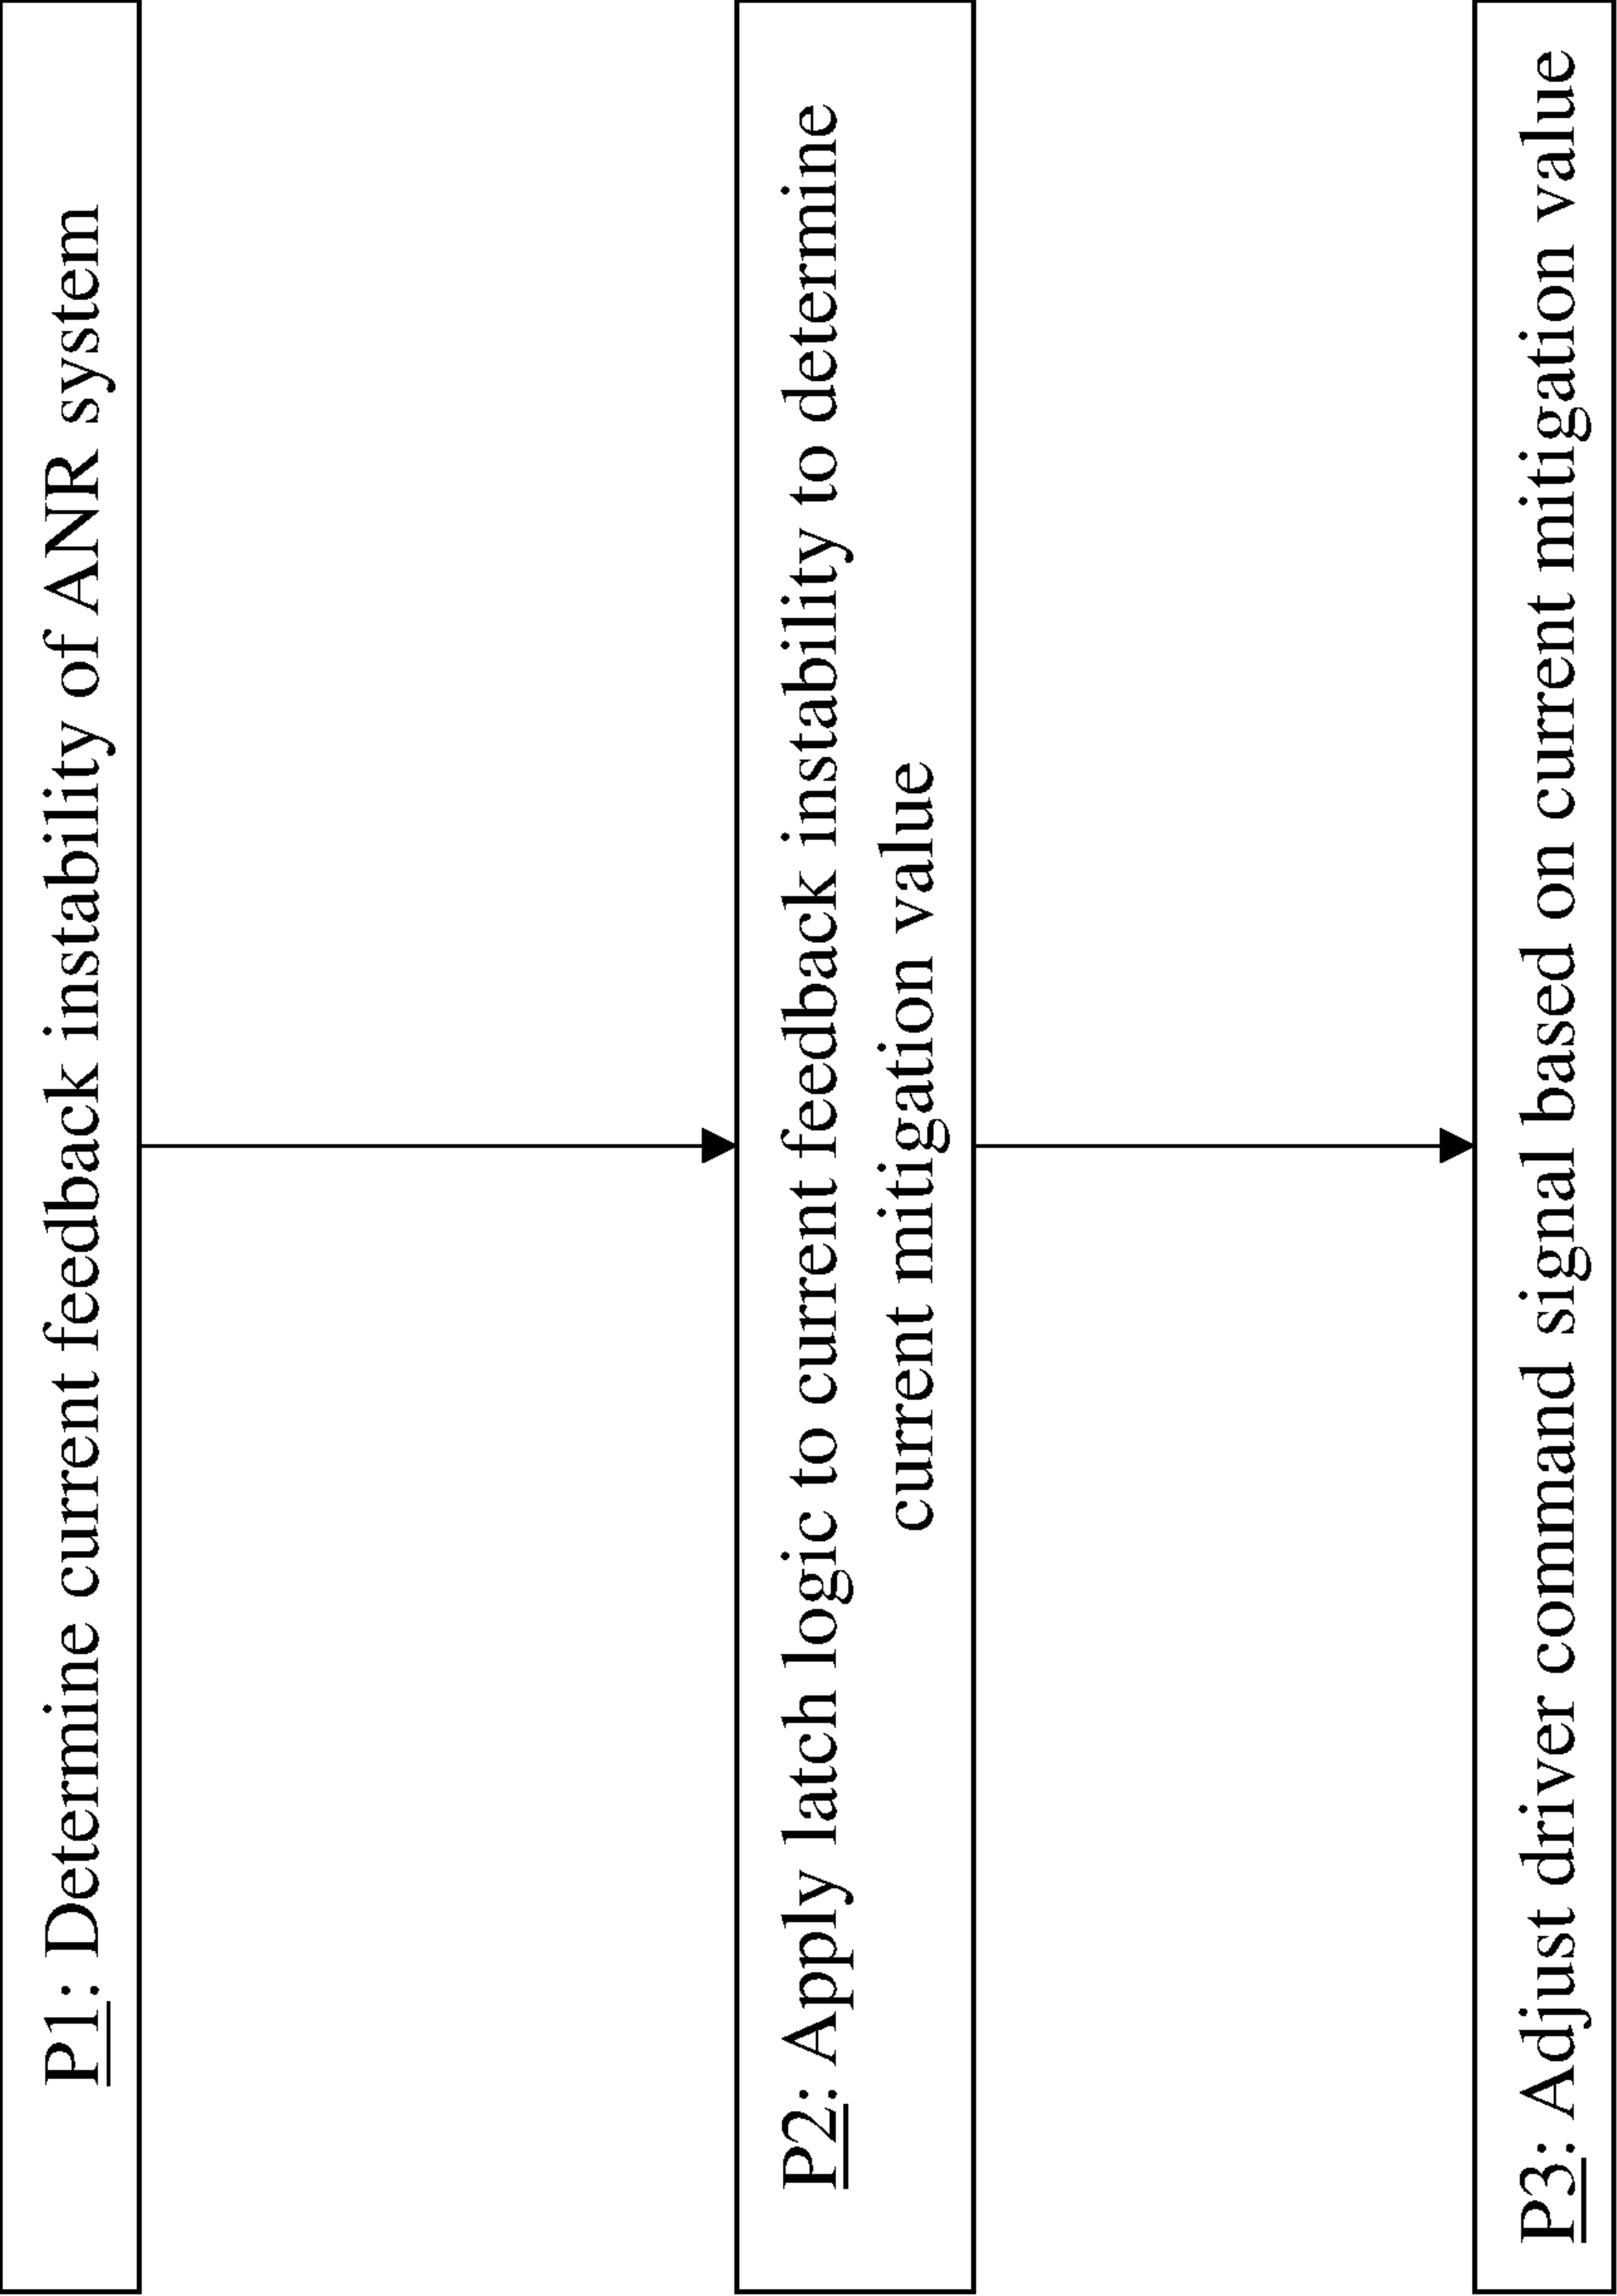 P1: Determine current feedback instability of ANR system
P2: Apply latch logic to current feedback instability to determine
current mitigation value
P3: Adjust driver command signal based on current mitigation value